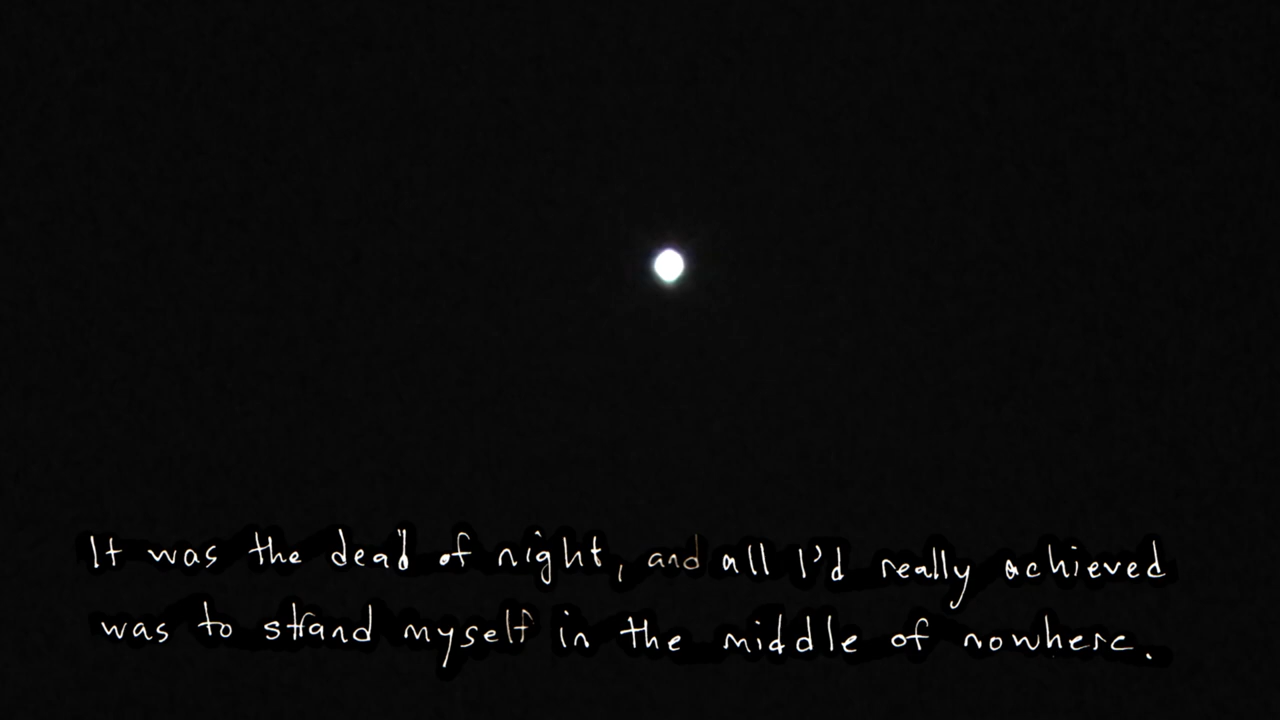 It was the dead of night, and all I'd really achieved
was to strand myself in the middle of nowhere.